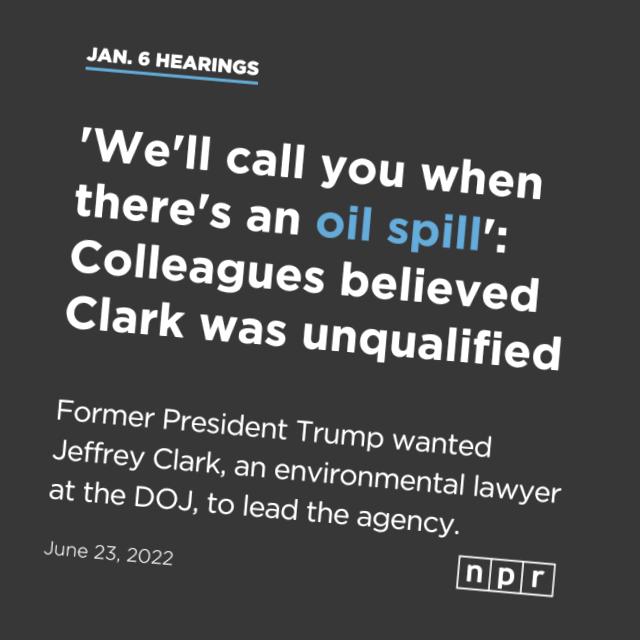 JAN. 6 HEARINGS
'We'll call you when
there's an oil spill':
Colleagues believed
Clark was unqualified
Former President Trump wanted
Jeffrey Clark, an environmental lawyer
at the DOJ, to lead the agency.
June 23, 2022
npr